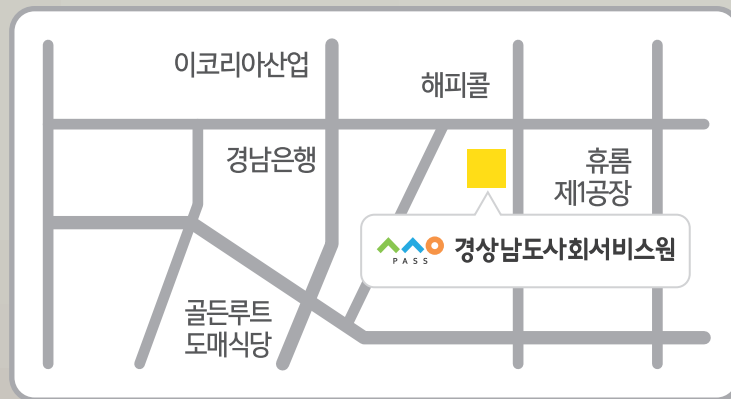 이코리아산업
해피콜
경남은행
휴롬
제1공장
PASS
경상남도사회서비스원
골든루트
도매식당